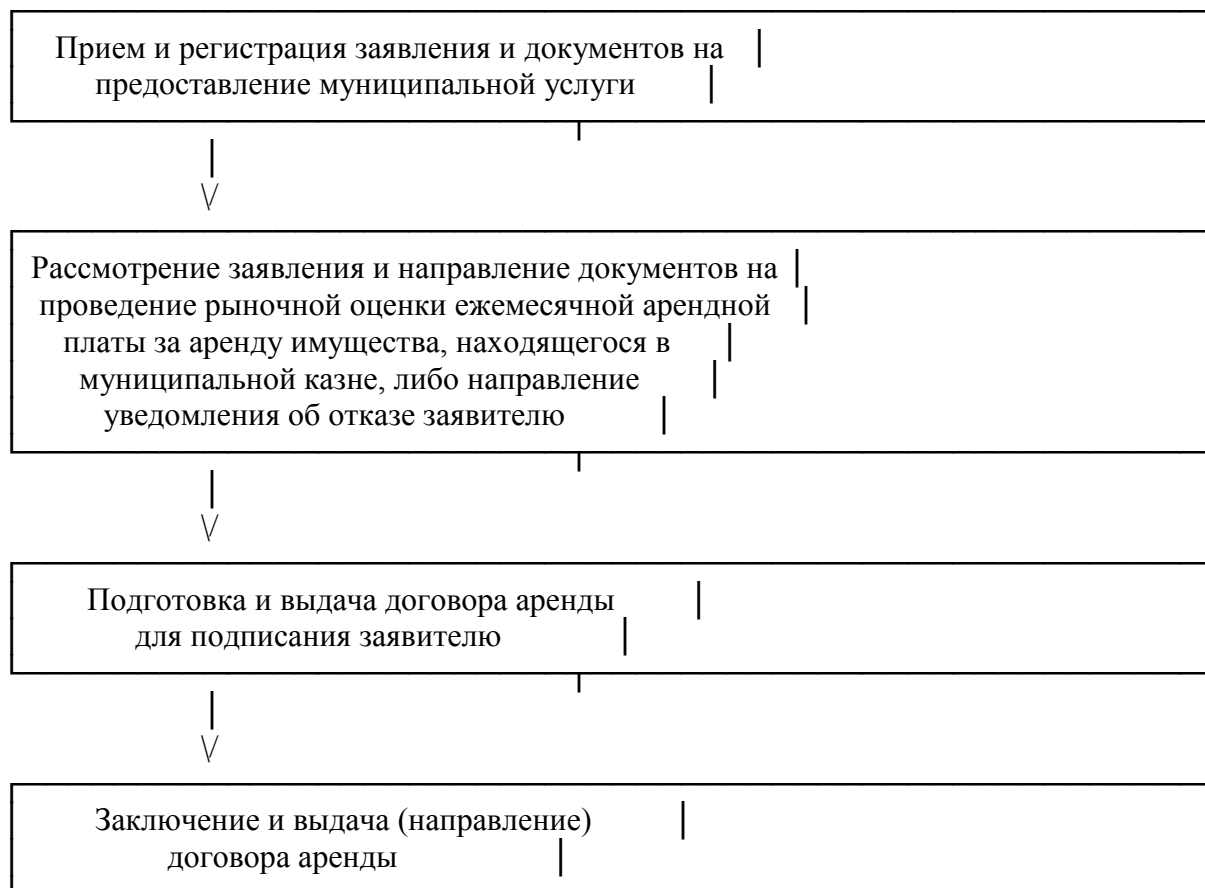 Прием и регистрация заявления и документов на
предоставление муниципальной услуги
Рассмотрение заявления и направление документов на
проведение рыночной оценки ежемесячной арендной
платы за аренду имущества, находящегося в
муниципальной казне, либо направление
уведомления об отказе заявителю
Подготовка и выдача договора аренды
для подписания заявителю
Заключение и выдача (направление)
договора аренды